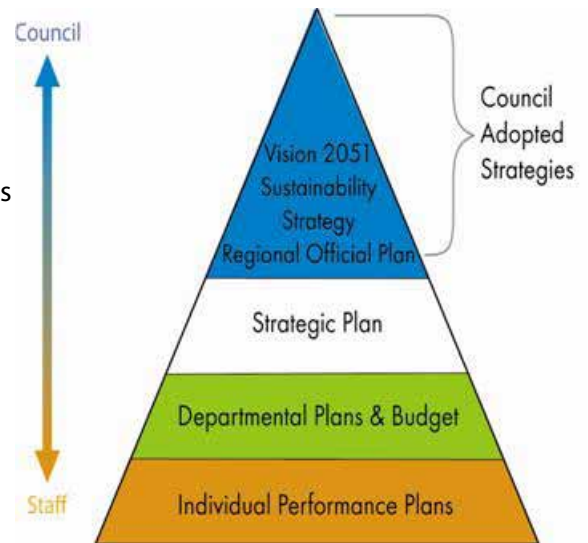 Council
Council
Adopted
Strategies
s
Vision 2051
Sustainability
Strategy
Regional Official Plan
Strategic Plan
Departmental Plans & Budget
Staff
Individual Performance Plans